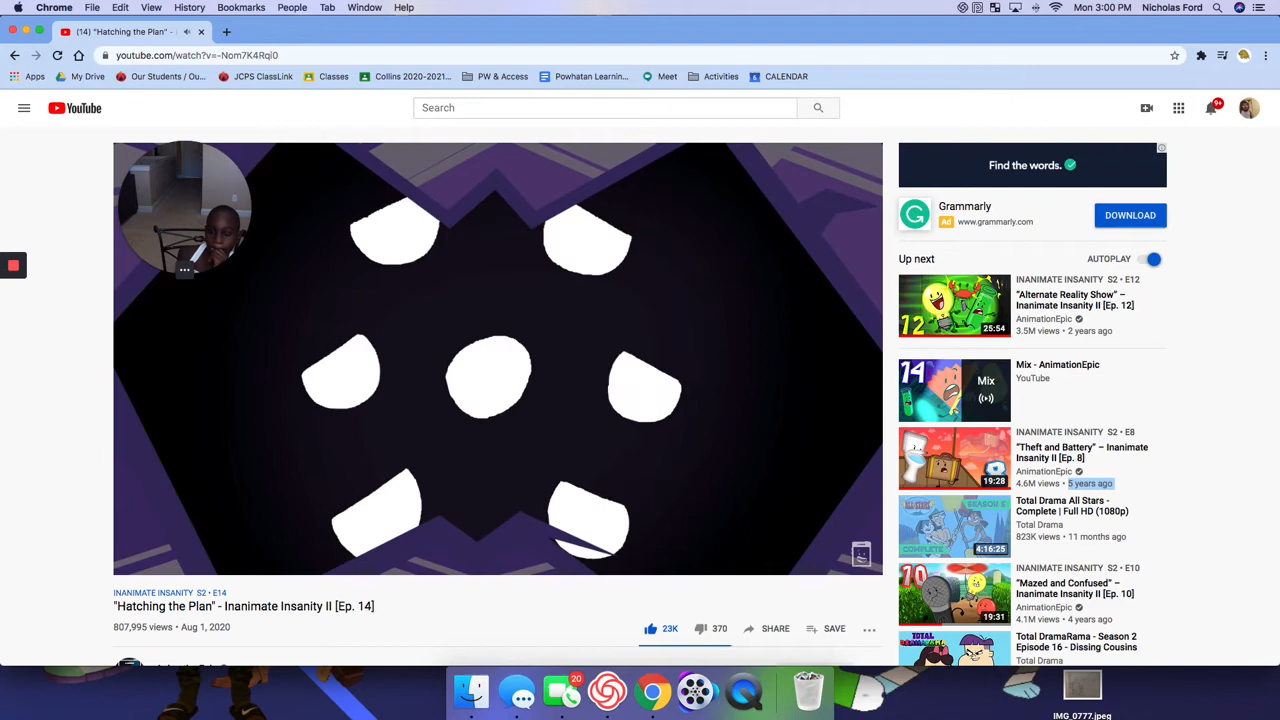 Chrome File Edit View History Bookmarks People Tab Window Help Mon 3:00 PM Nicholas Ford
(14) "Hatching the Plan" -
youtube.com/watch?v=-Nom7K4Rqi0
Apps My Drive Our Students / Ou... JCPS ClassLink Classes Collins 2020-2021... PW & Access Powhatan Learnin... Meet Activities CALENDAR
YouTube Search 9+
Find the words.
Grammarly
Ad www.grammarly.com
DOWNLOAD
Up next AUTOPLAY
INANIMATE INSANITY S2 • E12
"Alternate Reality Show" –
Inanimate Insanity II [Ep. 12]
AnimationEpic
3.5M views • 2 years ago
12
25:54
Mix - AnimationEpic
YouTube
14
Mix
INANIMATE INSANITY S2 • E8
"Theft and Battery" – Inanimate
Insanity II [Ep. 8]
AnimationEpic
4.6M views • 5 years ago
19:28
Total Drama All Stars -
Complete | Full HD (1080p)
Total Drama
823K views • 11 months ago
SEASON 5
COMPLETE
4:16:25
INANIMATE INSANITY S2 • E10
"Mazed and Confused" –
Inanimate Insanity II [Ep. 10]
AnimationEpic
4.1M views • 4 years ago
10
19:31
Total DramaRama - Season 2
Episode 16 - Dissing Cousins
Total Drama
INANIMATE INSANITY S2 • E14
"Hatching the Plan" - Inanimate Insanity II [Ep. 14]
807,995 views • Aug 1, 2020
23K 370 SHARE SAVE
20
IMG_0777.jpeg